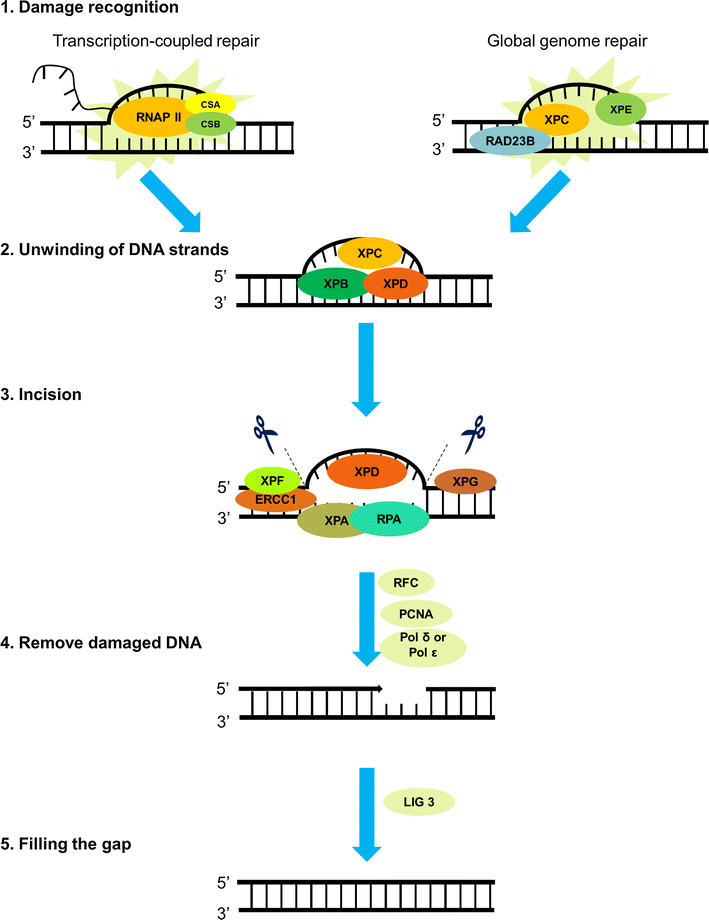 1. Damage recognition
Transcription-coupled repair
Global genome repair
RNAP II
CSA
CSB
5’
3’
XPC
XPE
RAD23B
5’
3’
2. Unwinding of DNA strands
XPC
XPB
XPD
5’
3’
3. Incision
XPF
ERCC1
XPD
XPG
XPA
RPA
5’
3’
RFC
PCNA
Pol δ or
Pol ε
4. Remove damaged DNA
5’
3’
LIG 3
5. Filling the gap
5’
3’